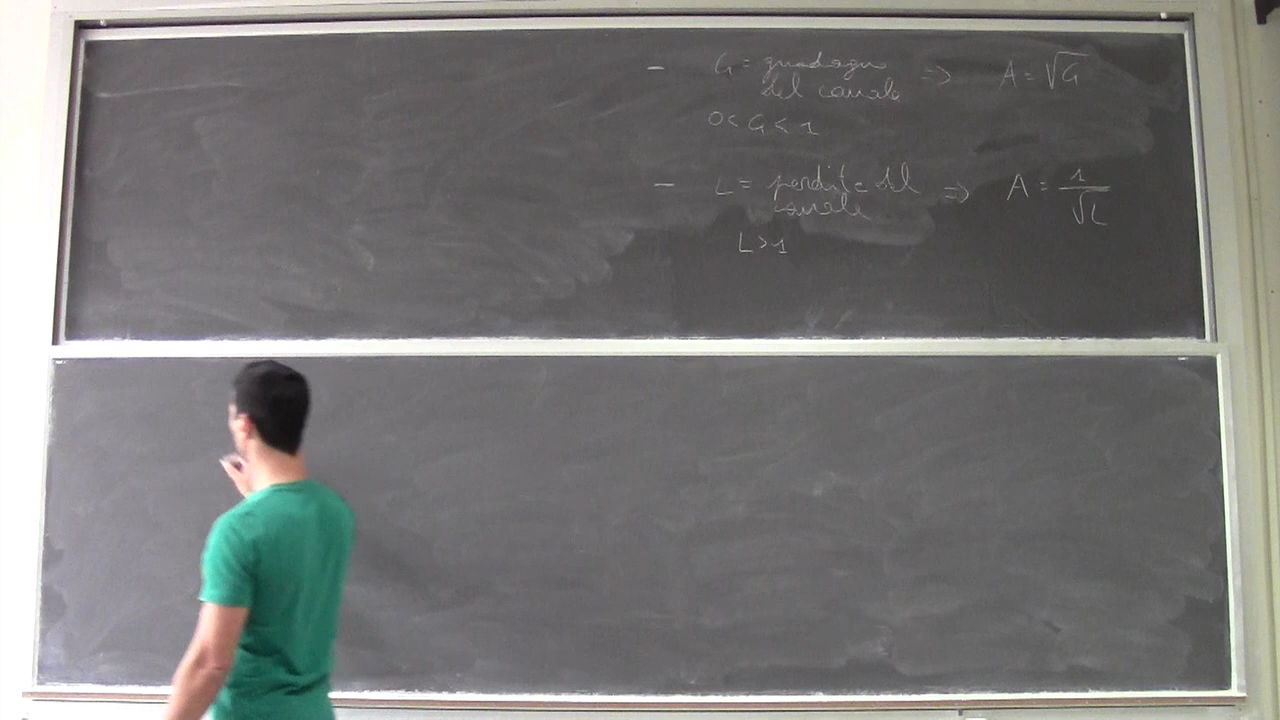 - G = guadagno => A = √G
del canale
0 < G < 1
- L = perdite del => A = 1/√L
canale
L > 1